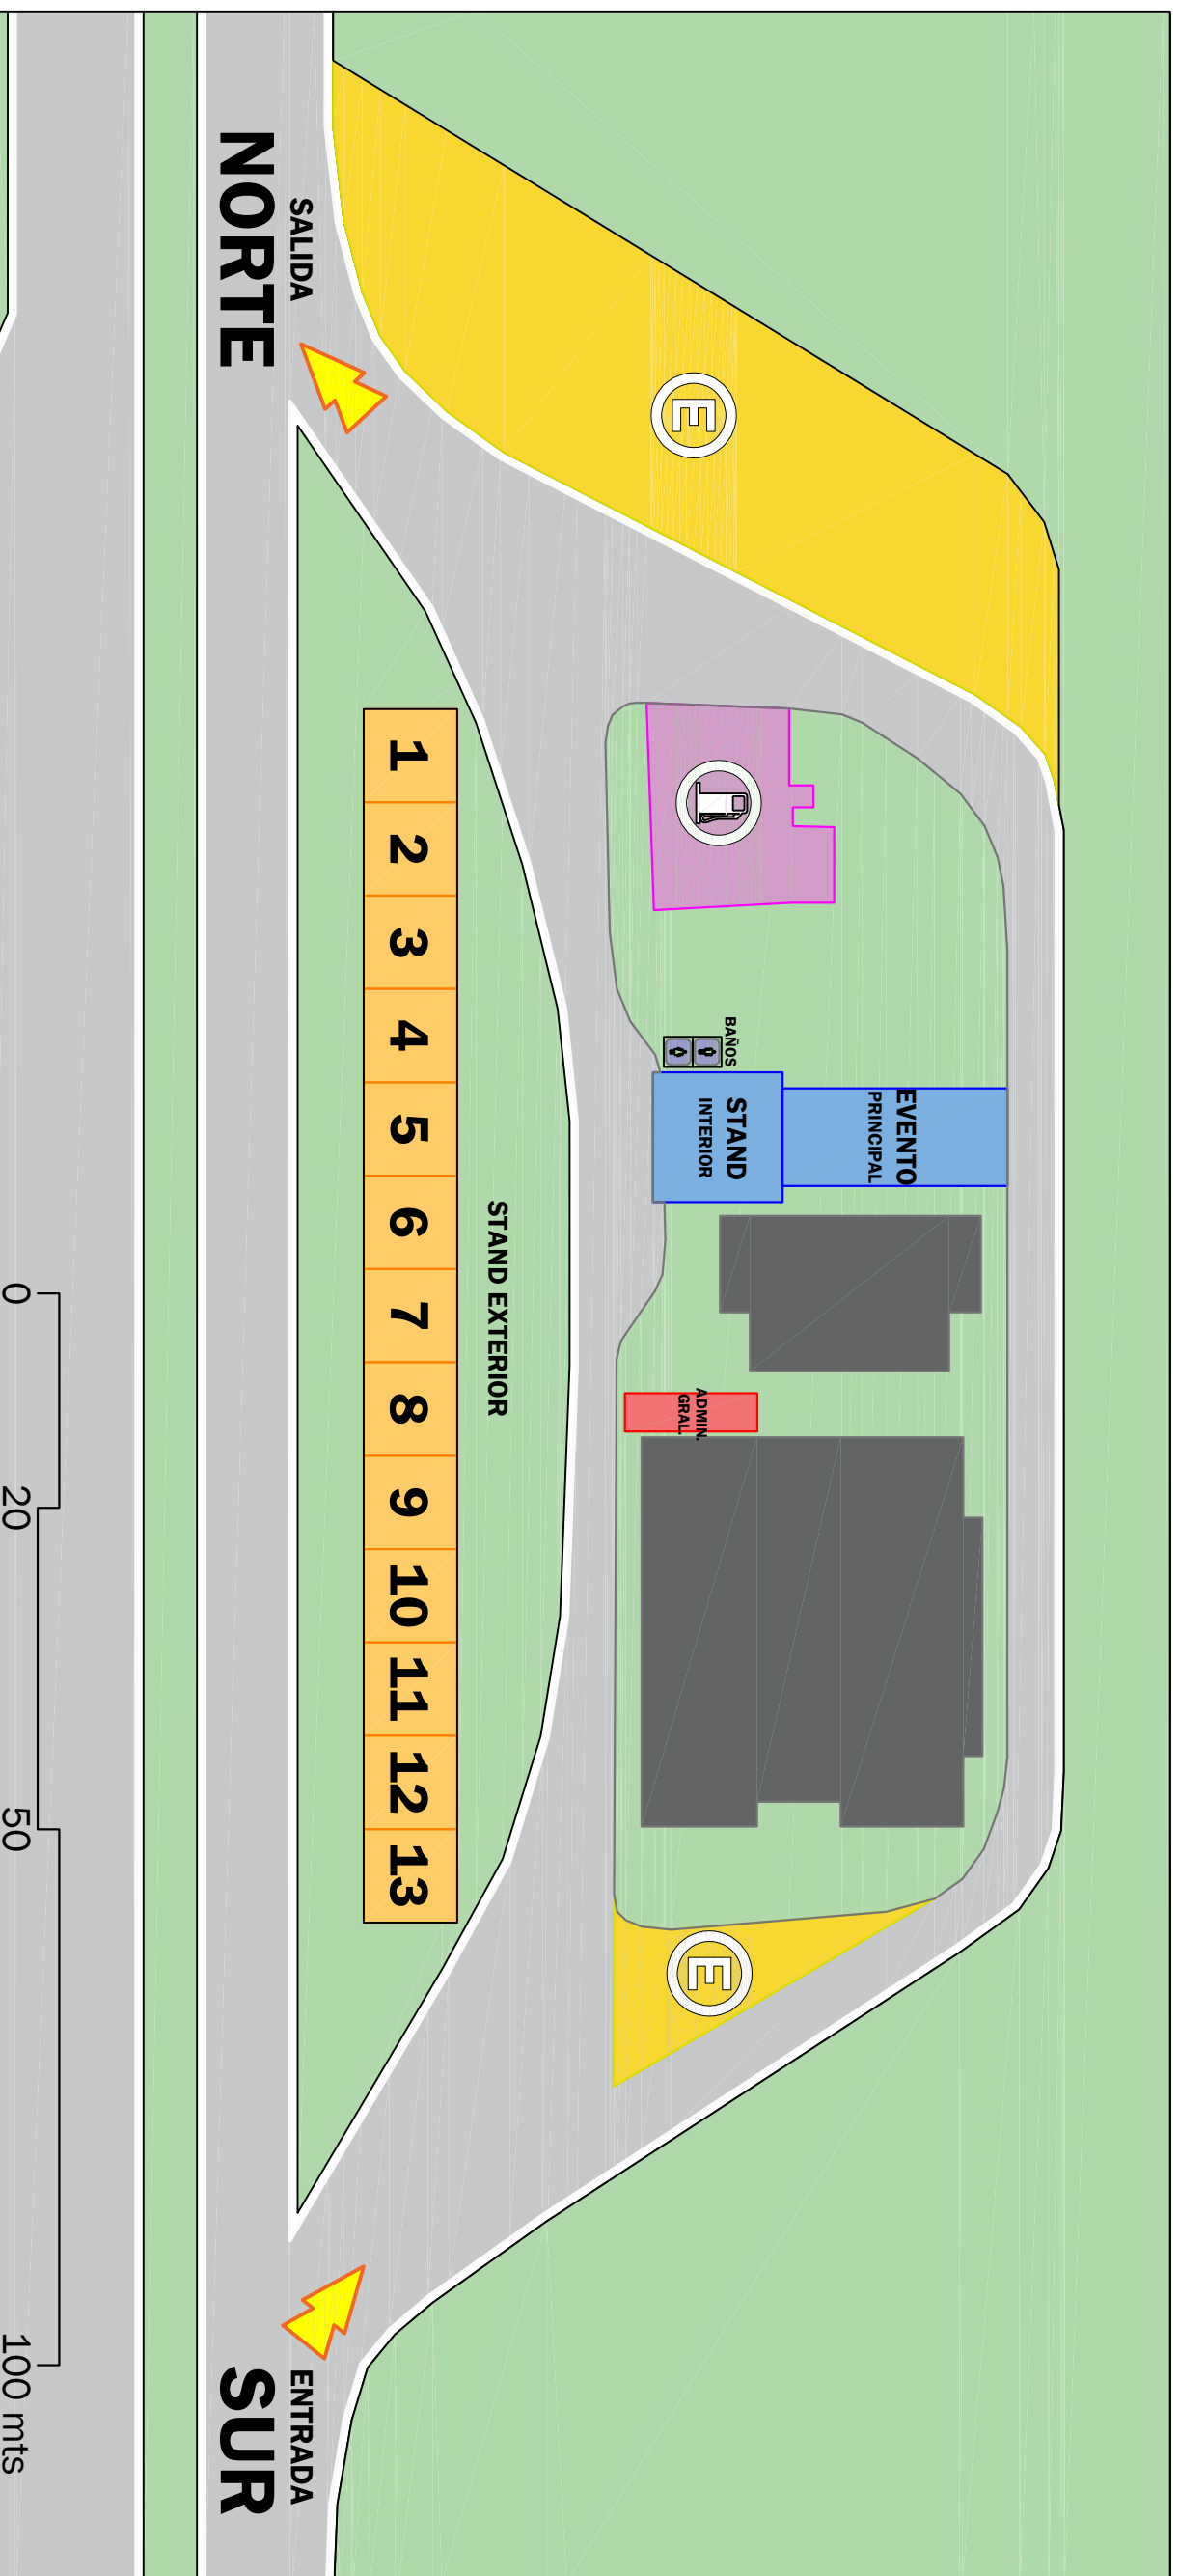 NORTE
SALIDA
E
1
2
3
4
5
6
7
8
9
10
11
12
13
STAND EXTERIOR
BAÑOS
STAND
INTERIOR
EVENTO
PRINCIPAL
ADMIN.
GRAL.
E
ENTRADA
SUR
0
20
50
100 mts